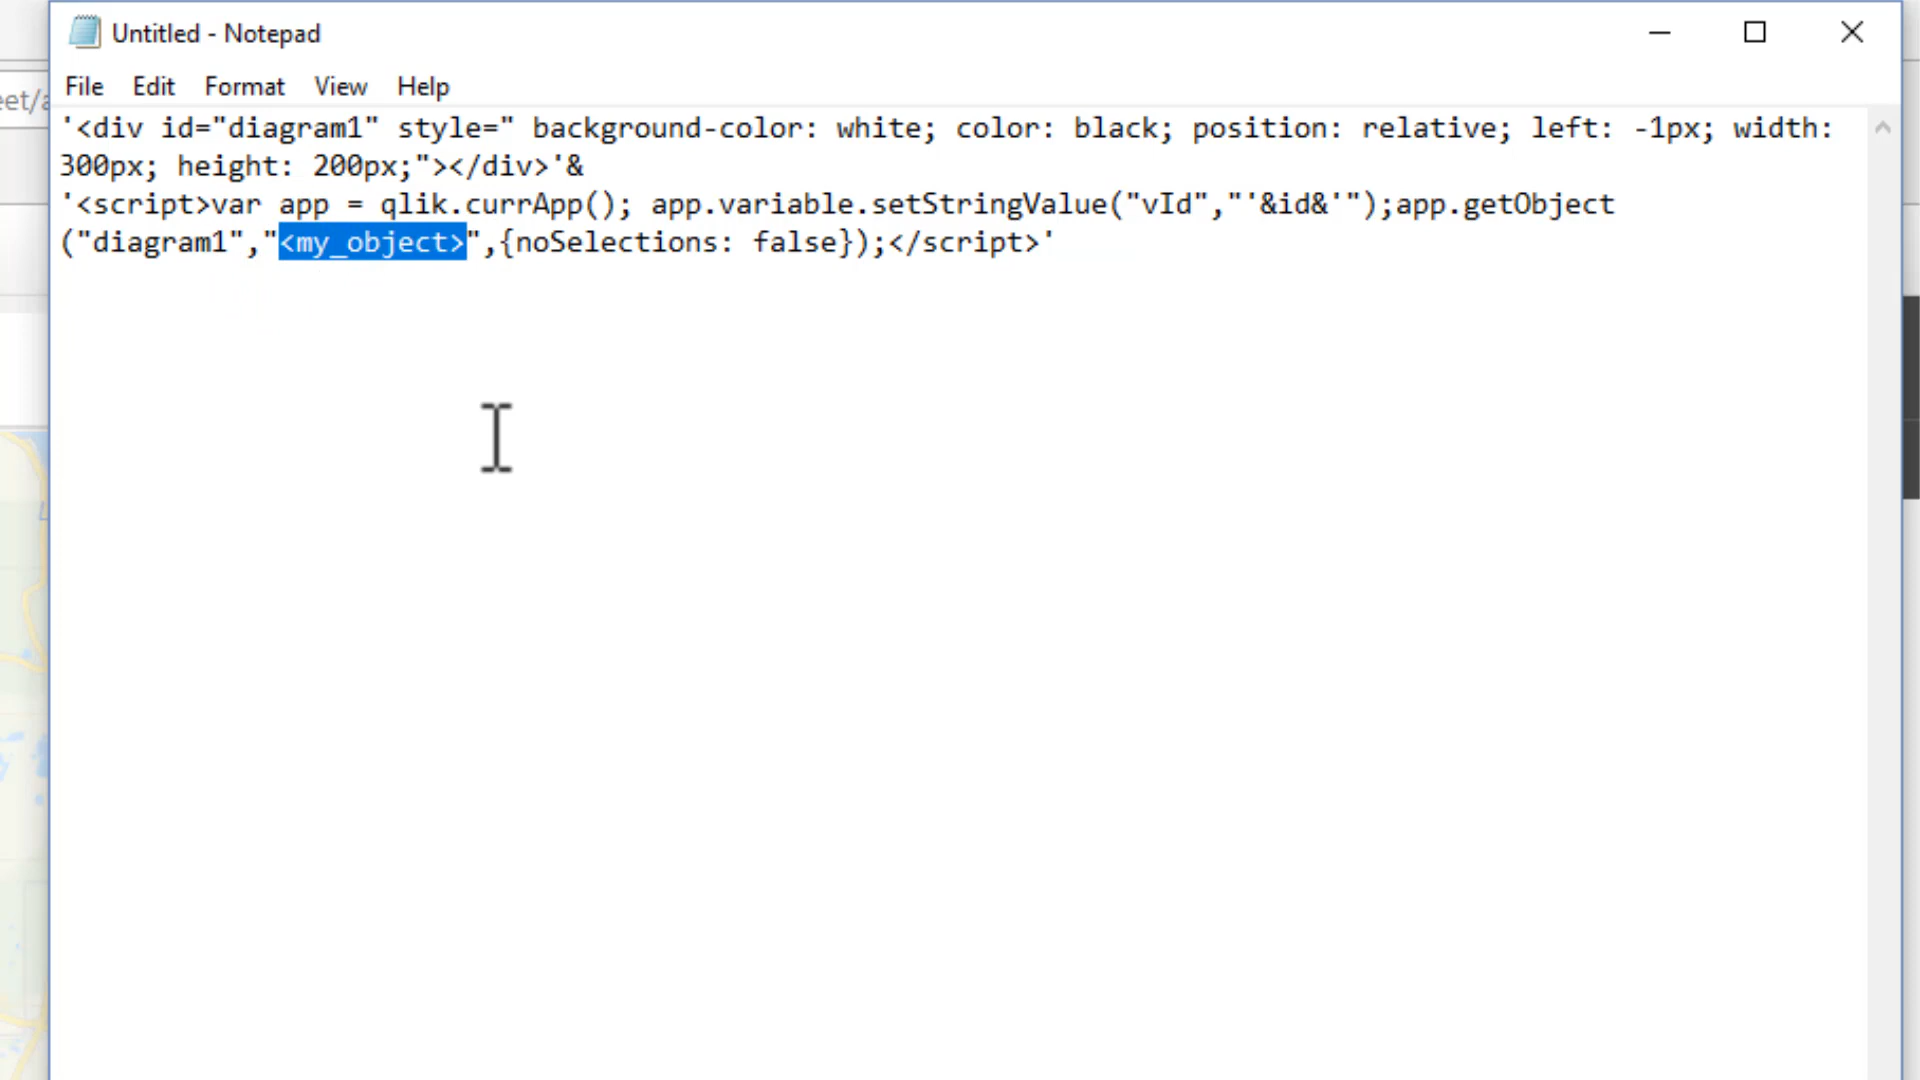 Untitled - Notepad
File Edit Format View Help
eet/a
'<div id="diagram1" style=" background-color: white; color: black; position: relative; left: -1px; width:
300px; height: 200px;"></div>'&
'<script>var app = qlik.currApp(); app.variable.setStringValue("vId","'&id&'");app.getObject
("diagram1","<my_object>",{noSelections: false});</script>'